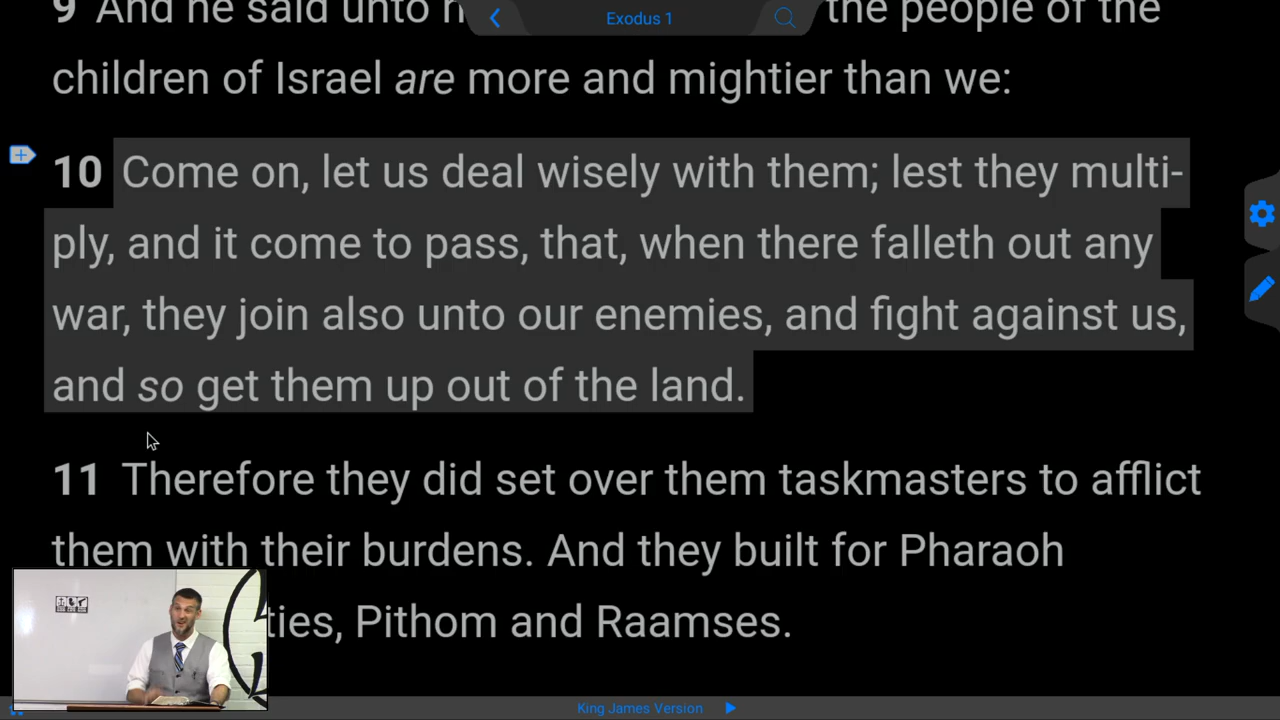 Exodus 1
9 And he said unto the people of the
children of Israel are more and mightier than we:
10 Come on, let us deal wisely with them; lest they multi-
ply, and it come to pass, that, when there falleth out any
war, they join also unto our enemies, and fight against us,
and so get them up out of the land.
11 Therefore they did set over them taskmasters to afflict
them with their burdens. And they built for Pharaoh
ties, Pithom and Raamses.
King James Version